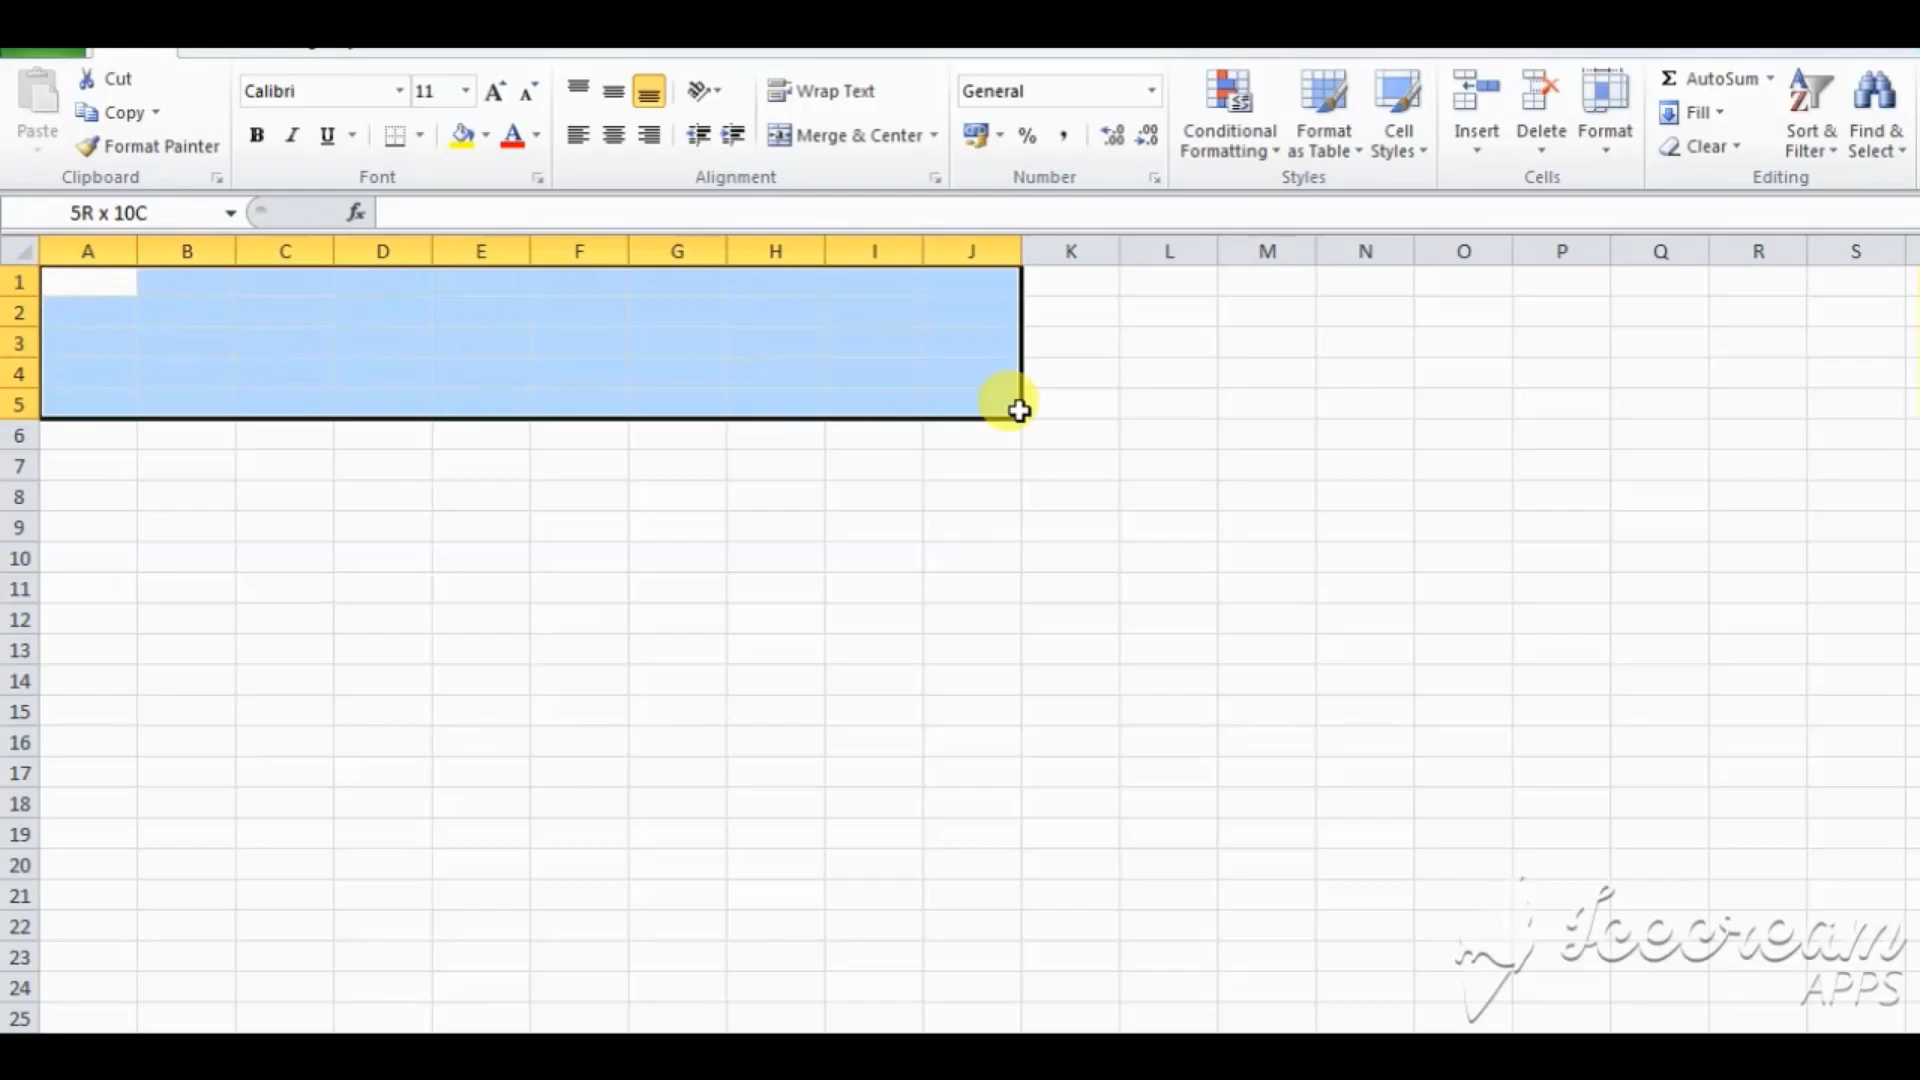 Cut
Copy
Format Painter
Paste
Clipboard
Calibri
11
B I U
A
Font
Wrap Text
Merge & Center
Alignment
General
%
Number
Conditional Formatting
Format as Table
Cell Styles
Styles
Insert
Delete
Format
Cells
Σ AutoSum
Fill
Clear
Sort & Filter
Find & Select
Editing
5R x 10C
fx
A B C D E F G H I J K L M N O P Q R S
1
2
3
4
5
6
7
8
9
10
11
12
13
14
15
16
17
18
19
20
21
22
23
24
25
Icecream
APPS